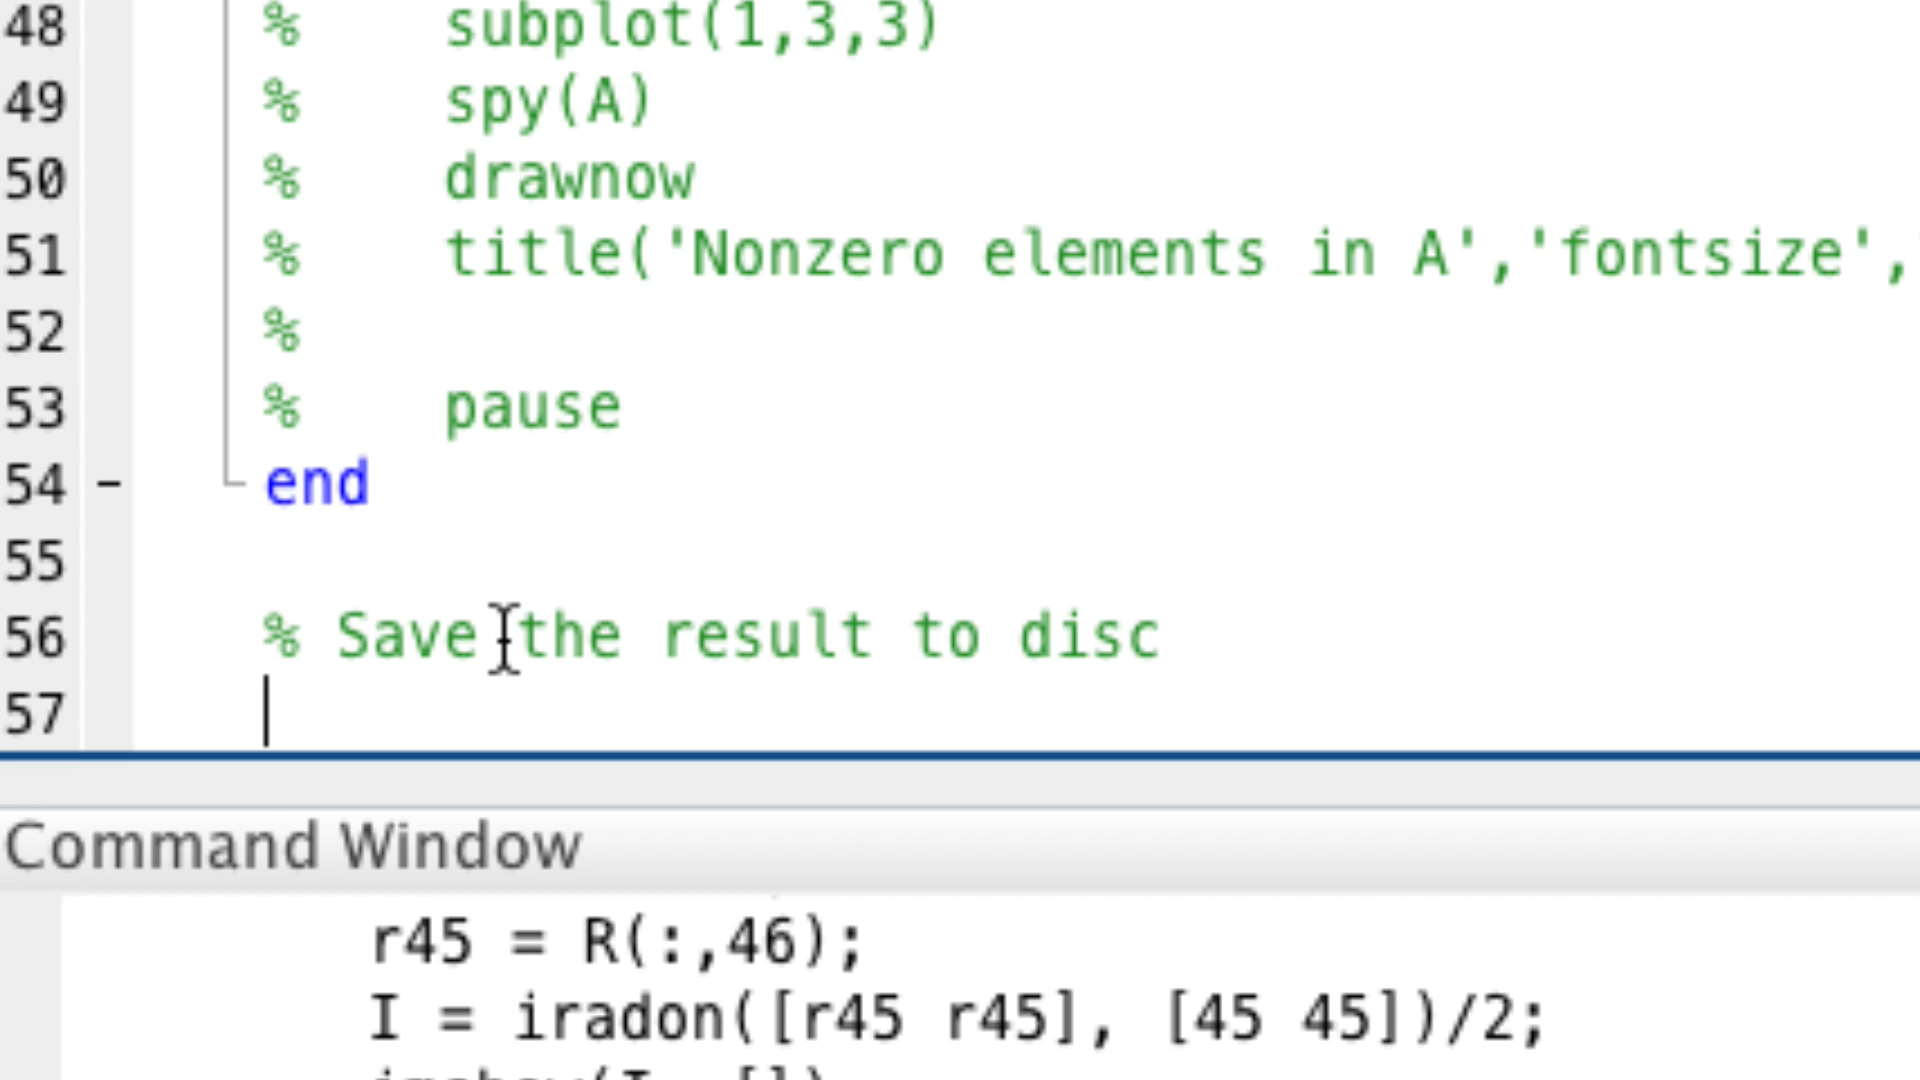 48 % subplot(1,3,3)
49 % spy(A)
50 % drawnow
51 % title('Nonzero elements in A','fontsize',
52 %
53 % pause
54 - end
55
56 % Save the result to disc
57
Command Window
r45 = R(:,46);
I = iradon([r45 r45], [45 45])/2;